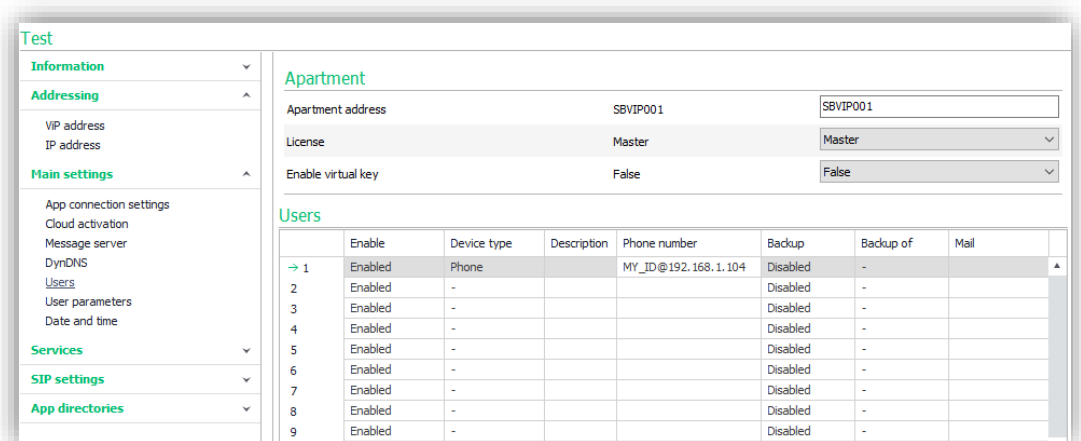 Test
Information
Addressing
ViP address
IP address
Main settings
App connection settings
Cloud activation
Message server
DynDNS
Users
User parameters
Date and time
Services
SIP settings
App directories
Apartment
Apartment address SBVIP001 SBVIP001
License Master Master
Enable virtual key False False
Users
Enable Device type Description Phone number Backup Backup of Mail
→ 1 Enabled Phone MY_ID@192.168.1.104 Disabled -
2 Enabled - Disabled -
3 Enabled - Disabled -
4 Enabled - Disabled -
5 Enabled - Disabled -
6 Enabled - Disabled -
7 Enabled - Disabled -
8 Enabled - Disabled -
9 Enabled - Disabled -